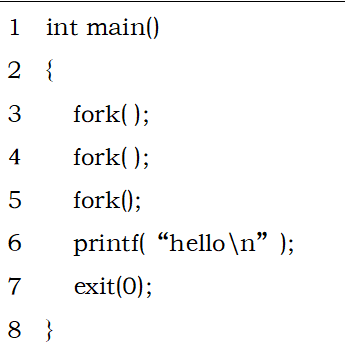 1 int main()
2 {
3 fork( );
4 fork( );
5 fork();
6 printf( “hello\n” );
7 exit(0);
8 }